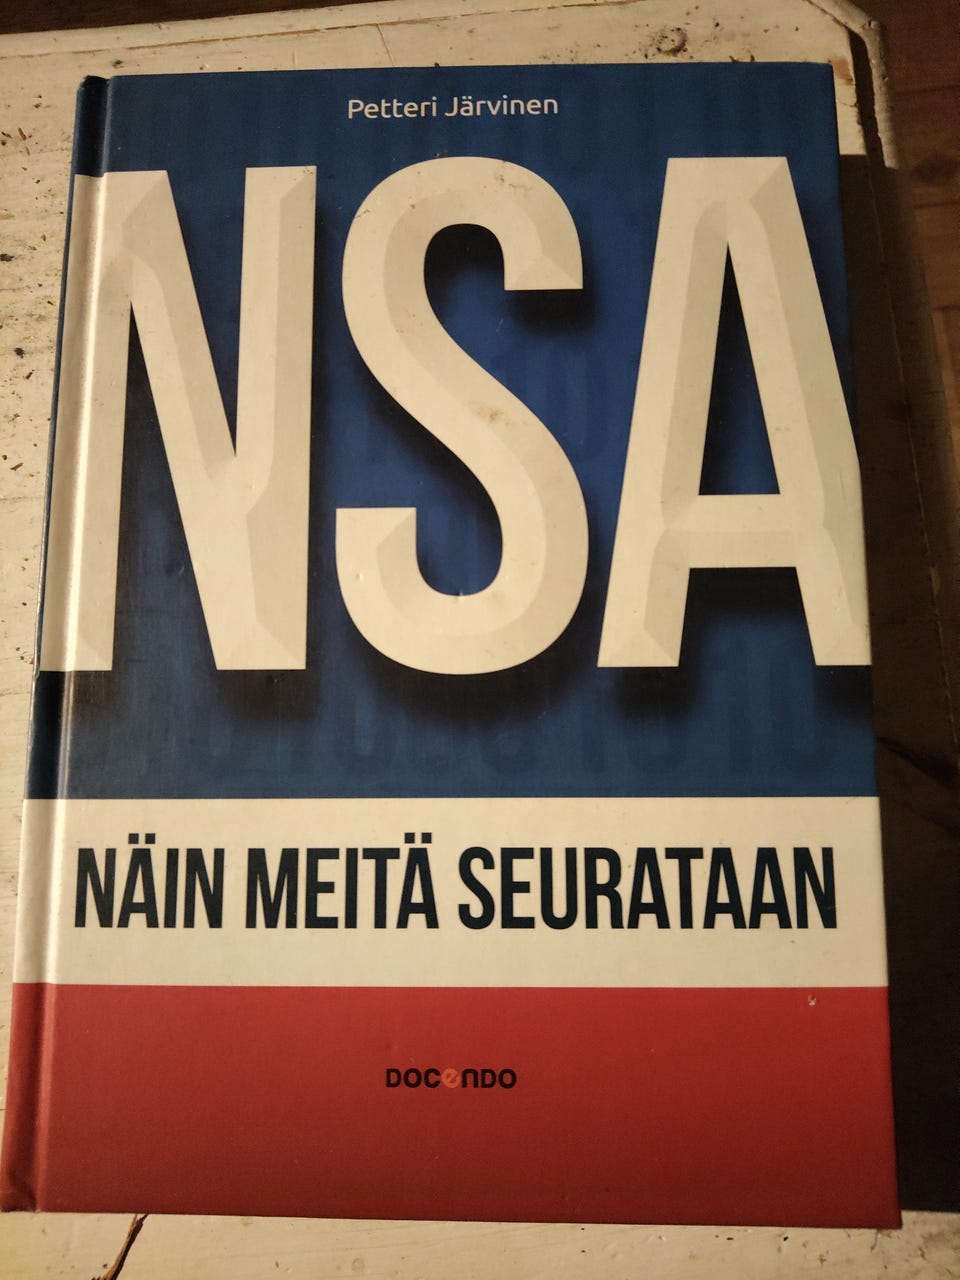 Petteri Järvinen
NSA
NÄIN MEITÄ SEURATAAN
DOCeNDO